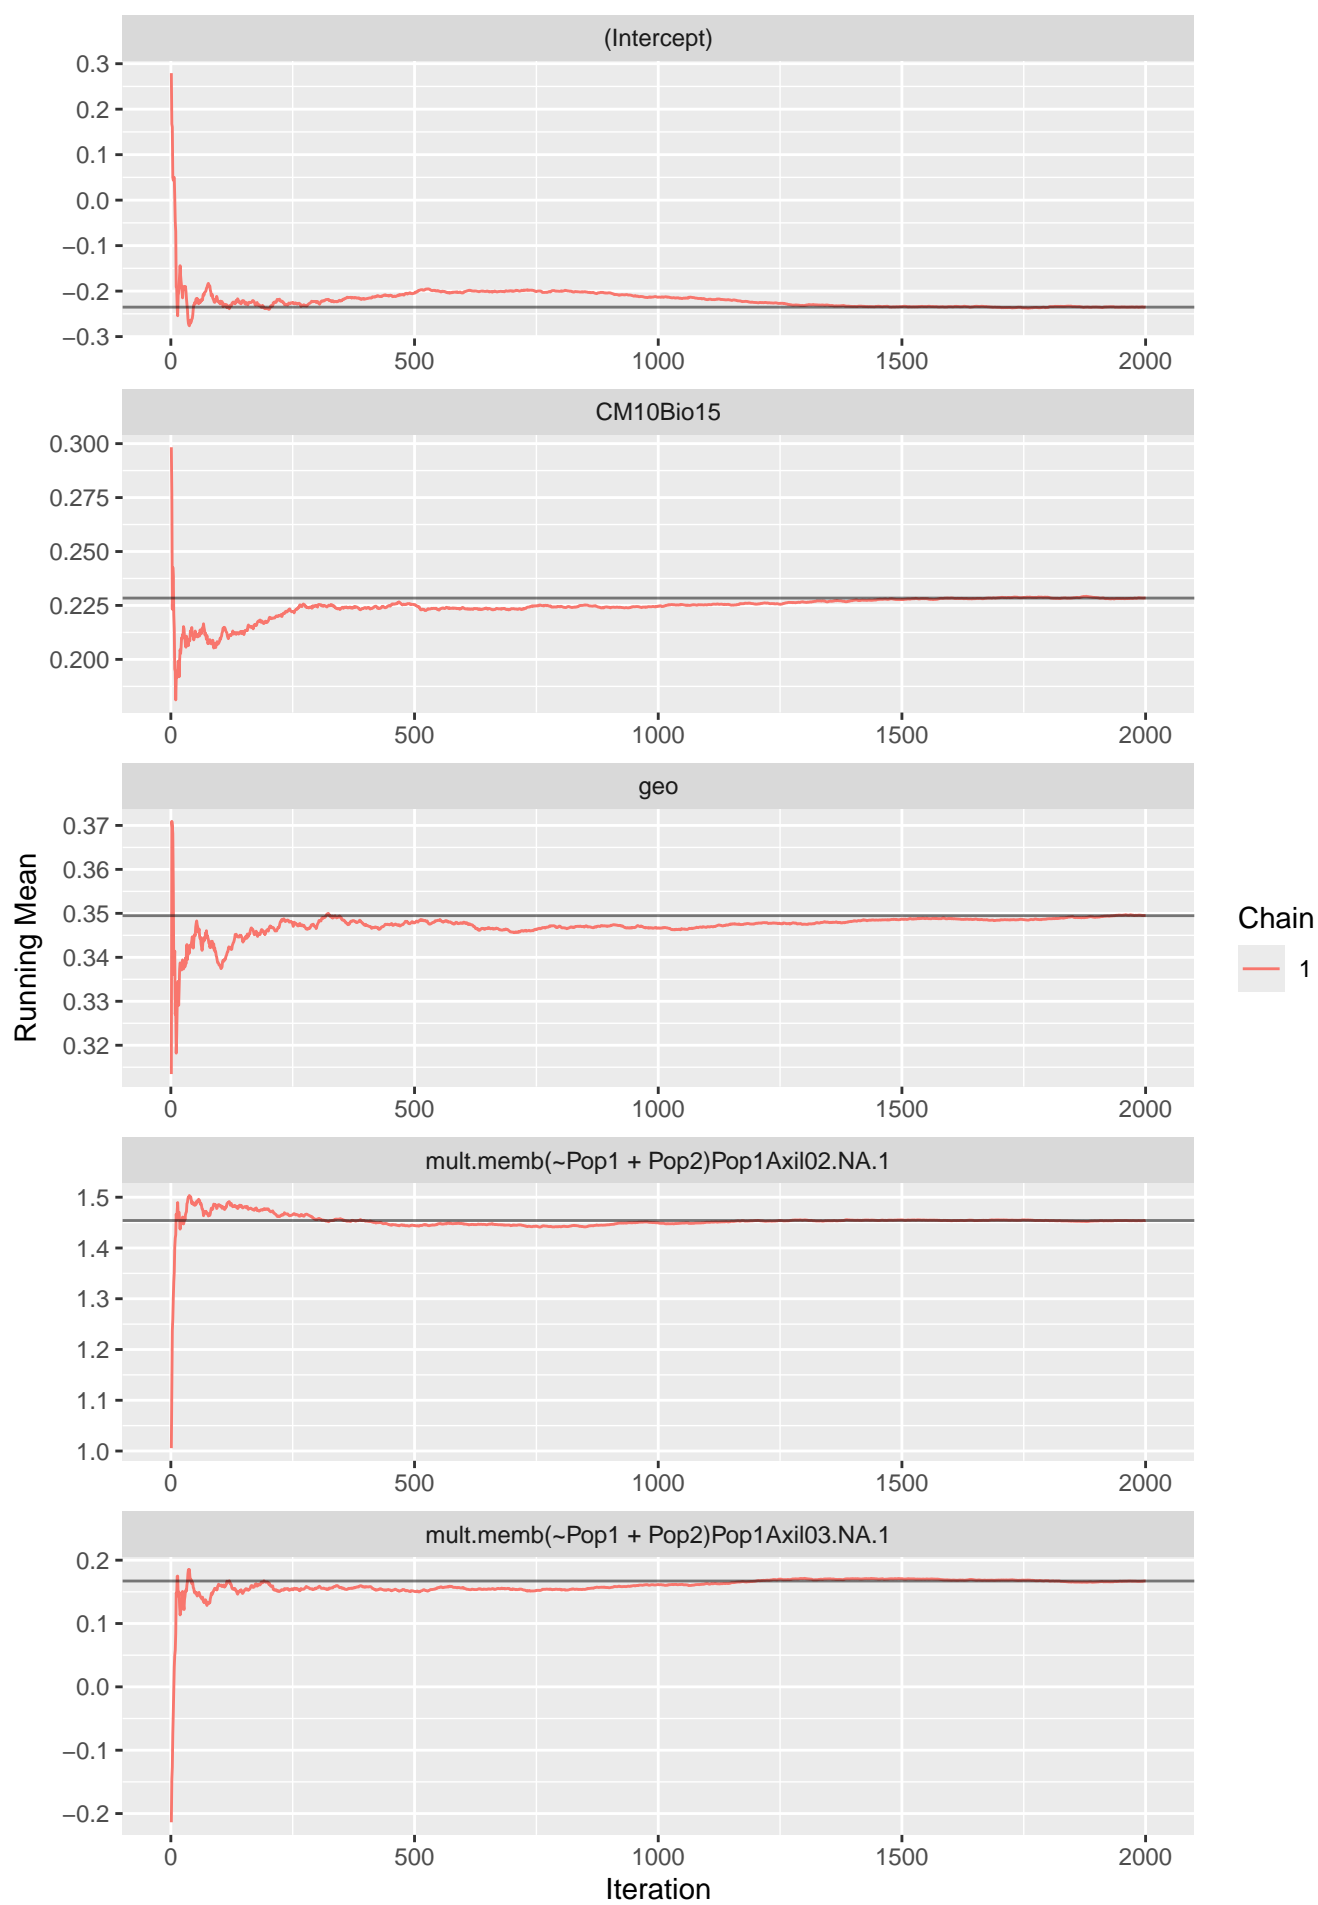 (Intercept)
0.3
0.2
0.1
0.0
−0.1
−0.2
−0.3
0 500 1000 1500 2000
CM10Bio15
0.300
0.275
0.250
0.225
0.200
0 500 1000 1500 2000
geo
0.37
0.36
0.35
0.34
0.33
0.32
0 500 1000 1500 2000
mult.memb(~Pop1 + Pop2)Pop1Axil02.NA.1
1.5
1.4
1.3
1.2
1.1
1.0
0 500 1000 1500 2000
mult.memb(~Pop1 + Pop2)Pop1Axil03.NA.1
0.2
0.1
0.0
−0.1
−0.2
0 500 1000 1500 2000
Iteration
Running Mean
Chain
1